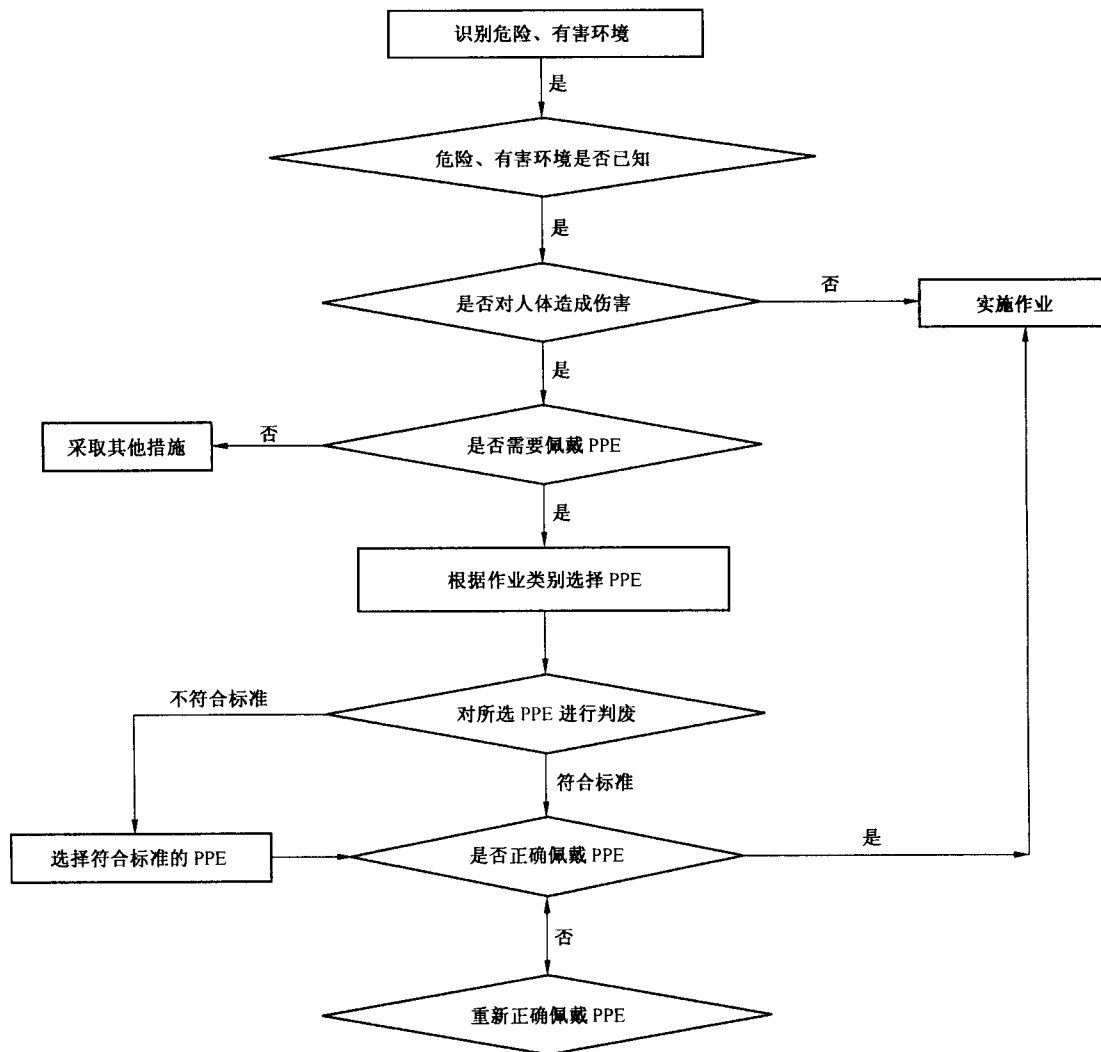 识别危险、有害环境
是
危险、有害环境是否已知
是
是否对人体造成伤害
否
实施作业
是
采取其他措施
否
是否需要佩戴 PPE
是
根据作业类别选择 PPE
不符合标准
对所选 PPE 进行判废
符合标准
选择符合标准的 PPE
是否正确佩戴 PPE
是
否
重新正确佩戴 PPE